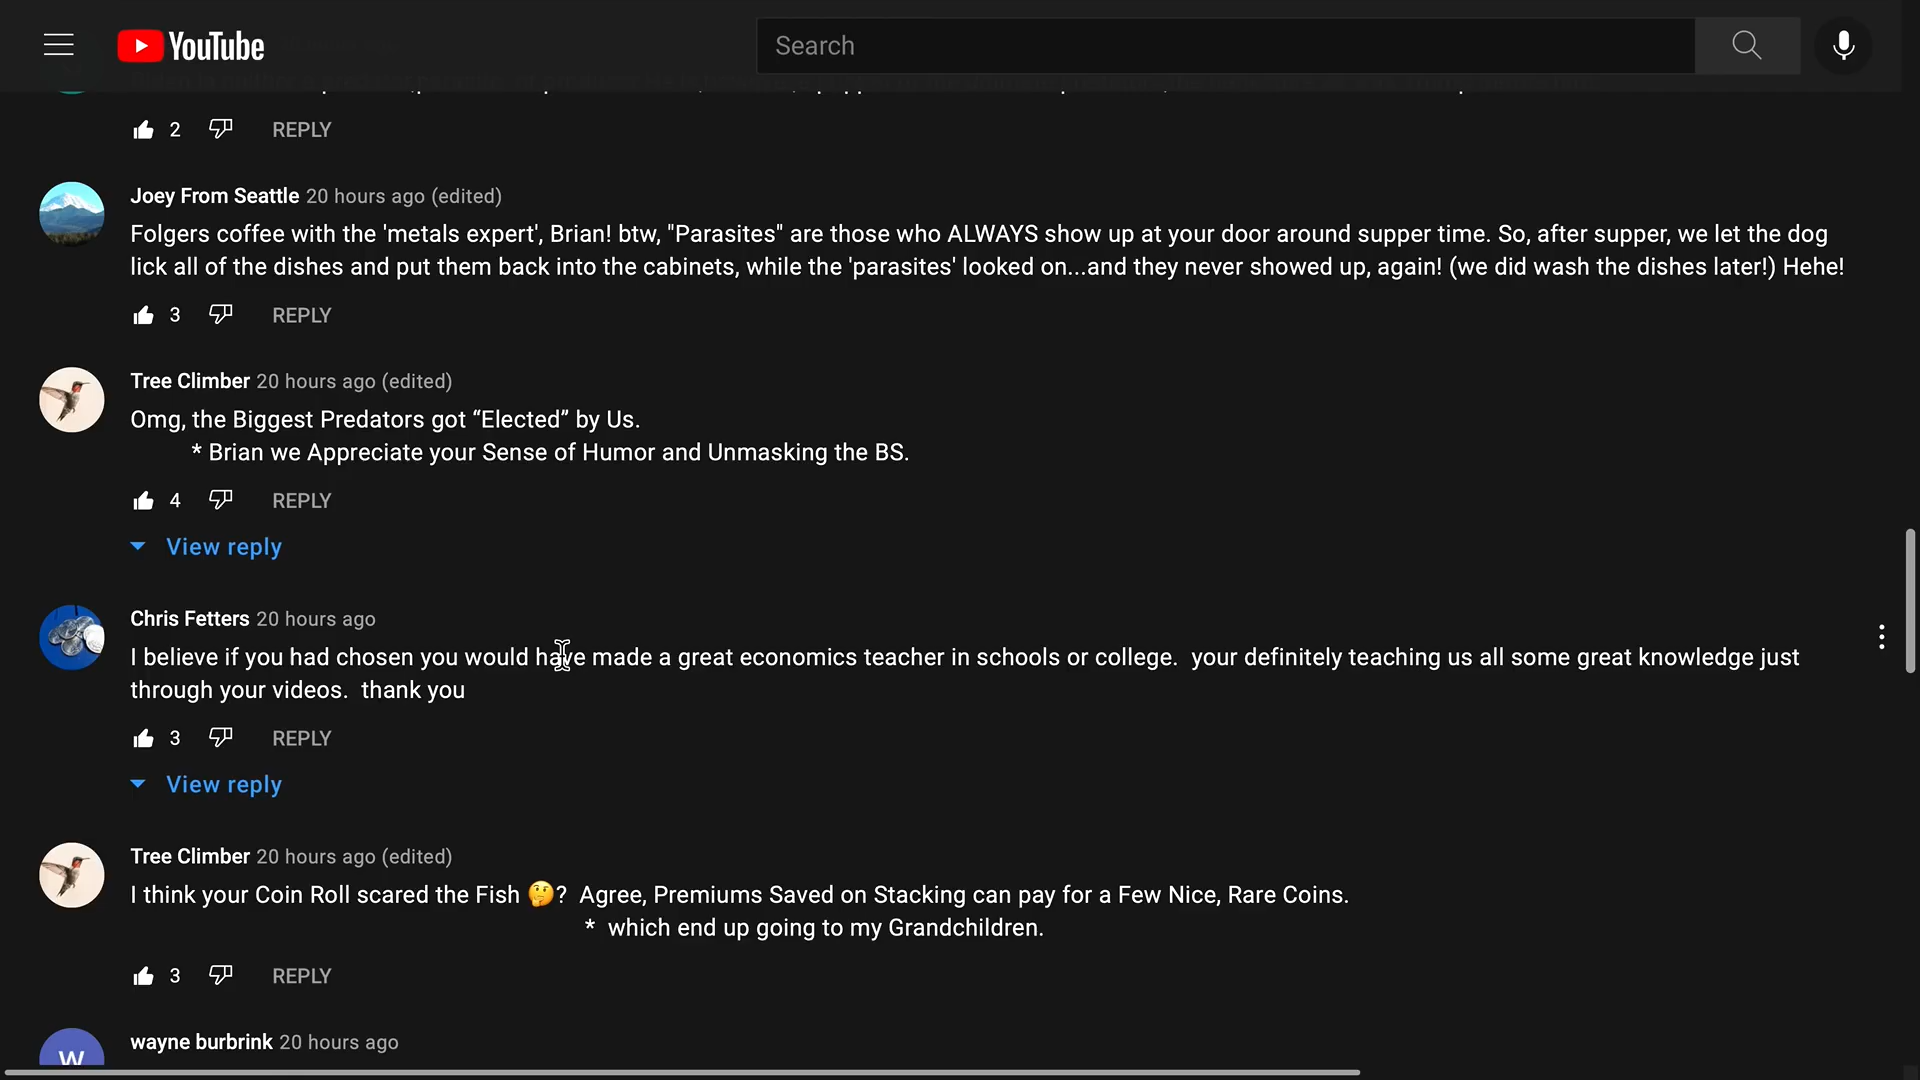 YouTube
Search
2 REPLY
Joey From Seattle 20 hours ago (edited)
Folgers coffee with the 'metals expert', Brian! btw, "Parasites" are those who ALWAYS show up at your door around supper time. So, after supper, we let the dog
lick all of the dishes and put them back into the cabinets, while the 'parasites' looked on...and they never showed up, again! (we did wash the dishes later!) Hehe!
3 REPLY
Tree Climber 20 hours ago (edited)
Omg, the Biggest Predators got “Elected” by Us.
* Brian we Appreciate your Sense of Humor and Unmasking the BS.
4 REPLY
View reply
Chris Fetters 20 hours ago
I believe if you had chosen you would have made a great economics teacher in schools or college.  your definitely teaching us all some great knowledge just
through your videos.  thank you
3 REPLY
View reply
Tree Climber 20 hours ago (edited)
I think your Coin Roll scared the Fish 🤔?  Agree, Premiums Saved on Stacking can pay for a Few Nice, Rare Coins.
*  which end up going to my Grandchildren.
3 REPLY
wayne burbrink 20 hours ago
W